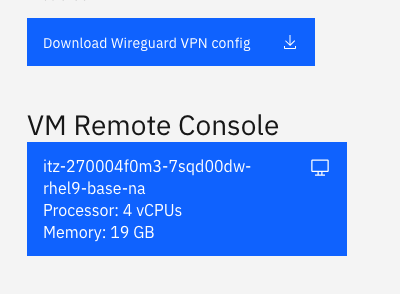 Download Wireguard VPN config
VM Remote Console
itz-270004f0m3-7sqd00dw-
rhel9-base-na
Processor: 4 vCPUs
Memory: 19 GB